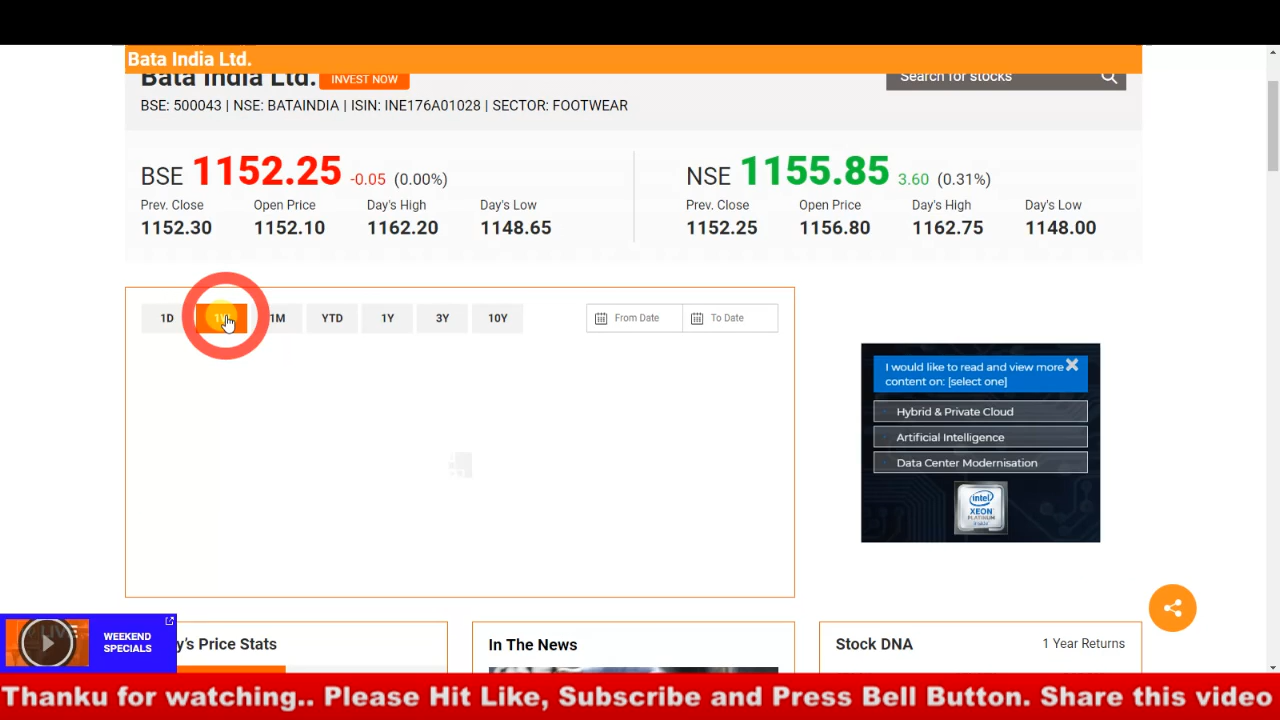 Bata India Ltd.
Bata India Ltd. INVEST NOW
Search for stocks
BSE: 500043 | NSE: BATAINDIA | ISIN: INE176A01028 | SECTOR: FOOTWEAR
BSE 1152.25 -0.05 (0.00%)
Prev. Close Open Price Day's High Day's Low
1152.30 1152.10 1162.20 1148.65
NSE 1155.85 3.60 (0.31%)
Prev. Close Open Price Day's High Day's Low
1152.25 1156.80 1162.75 1148.00
1D 1W 1M YTD 1Y 3Y 10Y
From Date To Date
I would like to read and view more
content on: [select one]
Hybrid & Private Cloud
Artificial Intelligence
Data Center Modernisation
intel
XEON
PLATINUM
inside
LIVE
WEEKEND
SPECIALS
y's Price Stats
In The News
Stock DNA 1 Year Returns
Thanku for watching.. Please Hit Like, Subscribe and Press Bell Button. Share this video